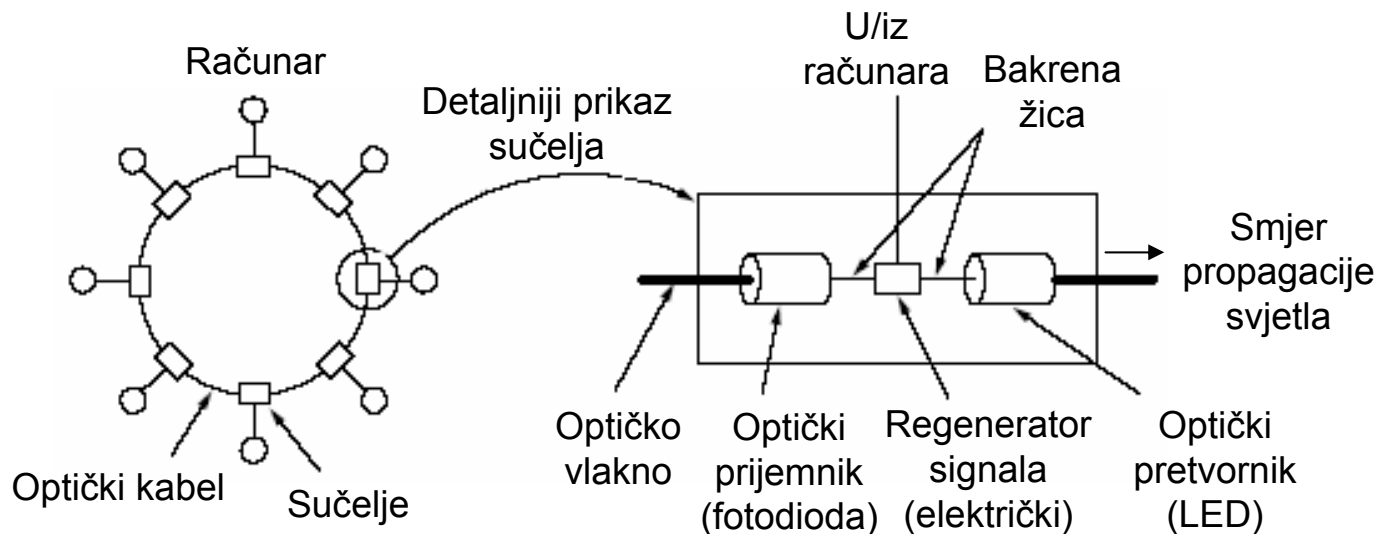 Računar
Detaljniji prikaz
sučelja
U/iz
računara
Bakrena
žica
Smjer
propagacije
svjetla
Optički kabel
Sučelje
Optičko
vlakno
Optički
prijemnik
(fotodioda)
Regenerator
signala
(električki)
Optički
pretvornik
(LED)